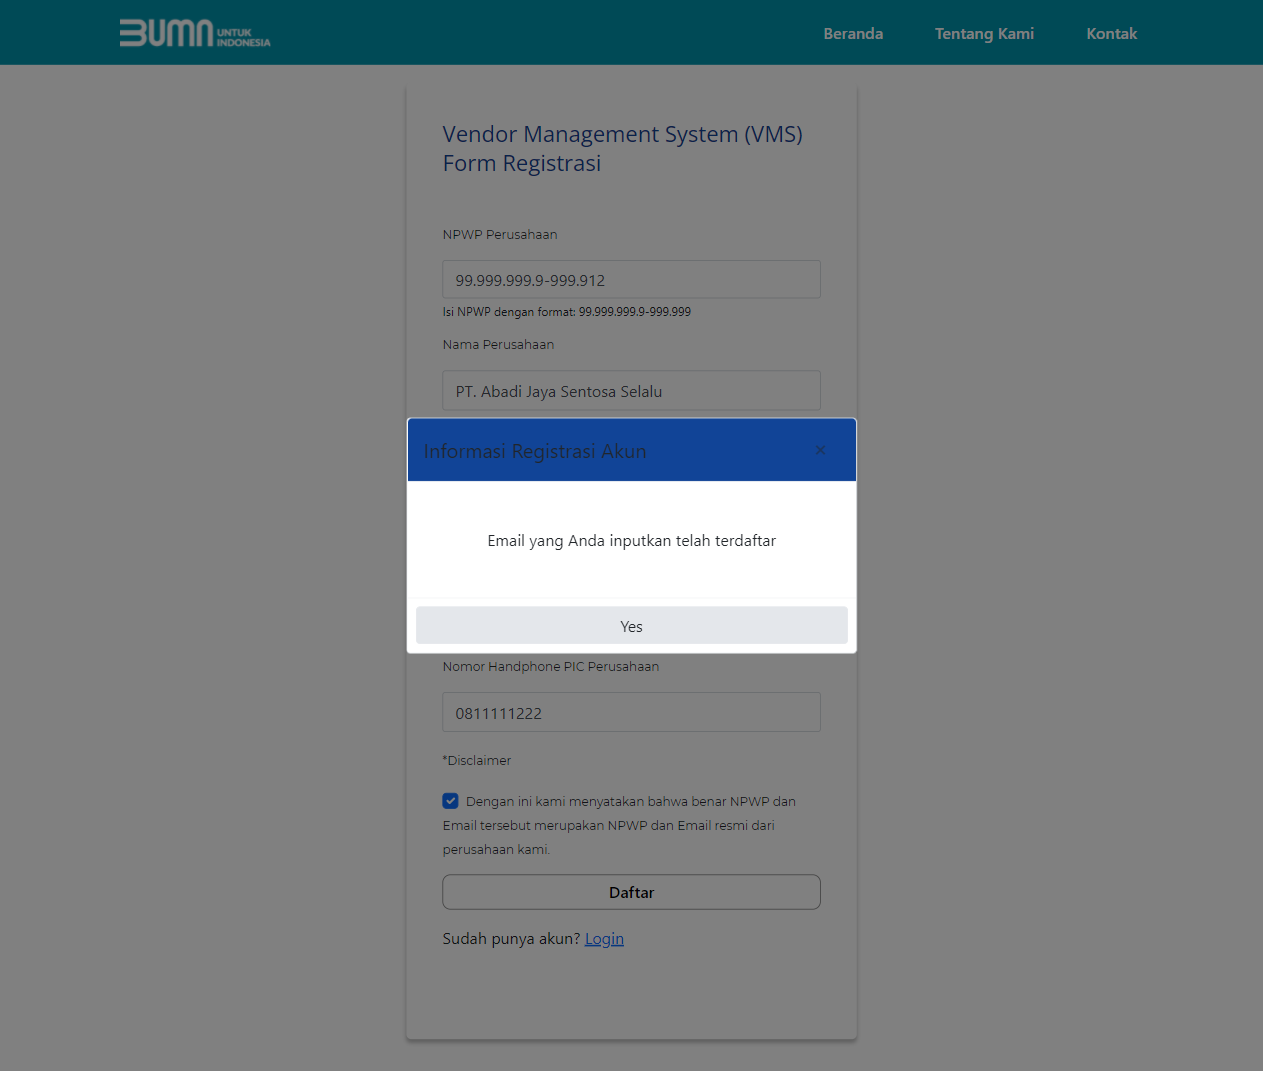 BUMN UNTUK INDONESIA
Beranda
Tentang Kami
Kontak
Vendor Management System (VMS)
Form Registrasi
NPWP Perusahaan
99.999.999.9-999.912
Isi NPWP dengan format: 99.999.999.9-999.999
Nama Perusahaan
PT. Abadi Jaya Sentosa Selalu
Informasi Registrasi Akun
×
Email yang Anda inputkan telah terdaftar
Yes
Nomor Handphone PIC Perusahaan
0811111222
*Disclaimer
Dengan ini kami menyatakan bahwa benar NPWP dan
Email tersebut merupakan NPWP dan Email resmi dari
perusahaan kami.
Daftar
Sudah punya akun? Login